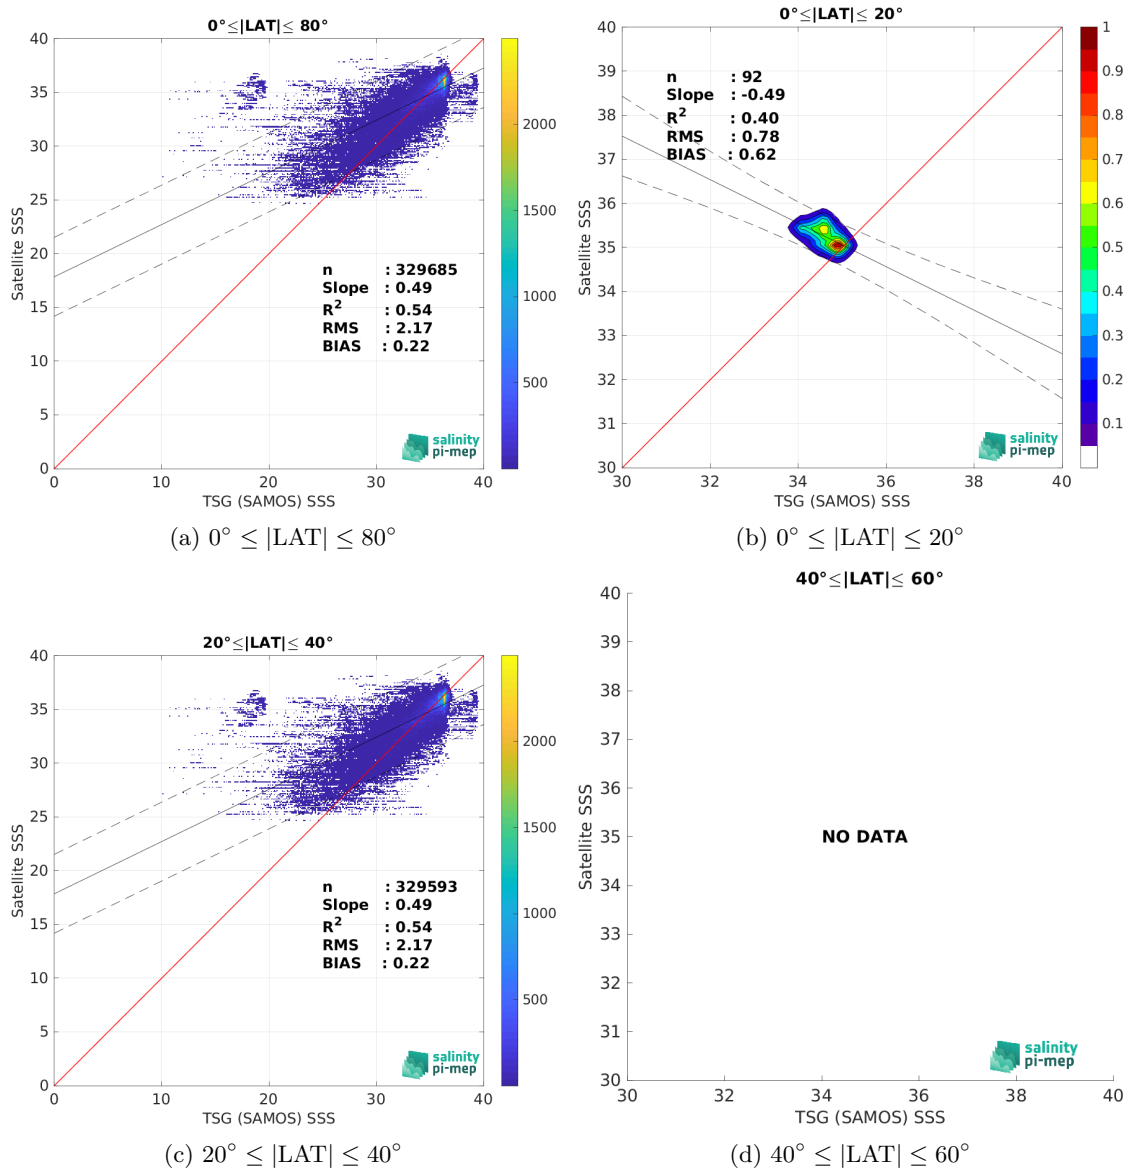 0°≤|LAT|≤ 80°
40
35
30
25
20
15
10
5
0
Satellite SSS
n : 329685
Slope : 0.49
R² : 0.54
RMS : 2.17
BIAS : 0.22
salinity
pi-mep
0 10 20 30 40
TSG (SAMOS) SSS
2000
1500
1000
500
(a) 0° ≤ |LAT| ≤ 80°
0°≤|LAT|≤ 20°
40
39
38
37
36
35
34
33
32
31
30
Satellite SSS
n : 92
Slope : -0.49
R² : 0.40
RMS : 0.78
BIAS : 0.62
salinity
pi-mep
30 32 34 36 38 40
TSG (SAMOS) SSS
1
0.9
0.8
0.7
0.6
0.5
0.4
0.3
0.2
0.1
(b) 0° ≤ |LAT| ≤ 20°
20°≤|LAT|≤ 40°
40
35
30
25
20
15
10
5
0
Satellite SSS
n : 329593
Slope : 0.49
R² : 0.54
RMS : 2.17
BIAS : 0.22
salinity
pi-mep
0 10 20 30 40
TSG (SAMOS) SSS
2000
1500
1000
500
(c) 20° ≤ |LAT| ≤ 40°
40°≤|LAT|≤ 60°
40
39
38
37
36
35
34
33
32
31
30
Satellite SSS
NO DATA
salinity
pi-mep
30 32 34 36 38 40
TSG (SAMOS) SSS
(d) 40° ≤ |LAT| ≤ 60°